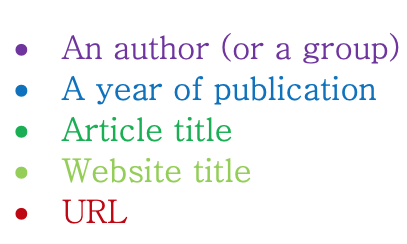 • An author (or a group)
• A year of publication
• Article title
• Website title
• URL